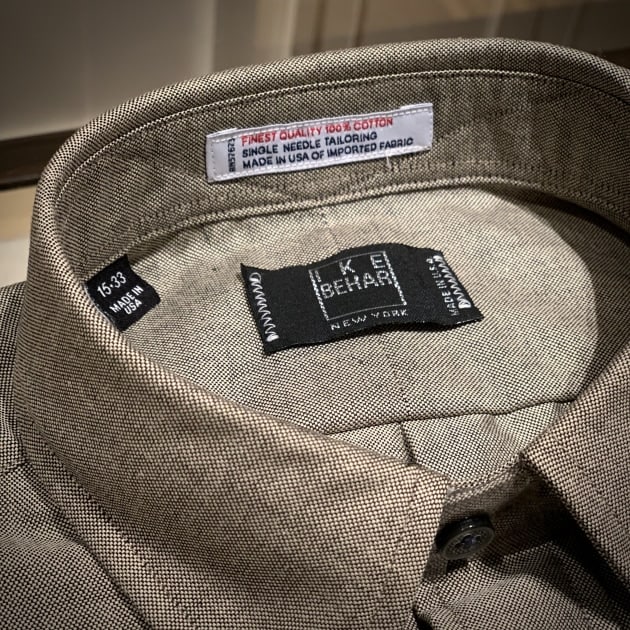 FINEST QUALITY 100% COTTON
SINGLE NEEDLE TAILORING
MADE IN USA OF IMPORTED FABRIC
15-33
MADE IN
USA
IKE
BEHAR
NEW YORK
MADE IN U.S.A.